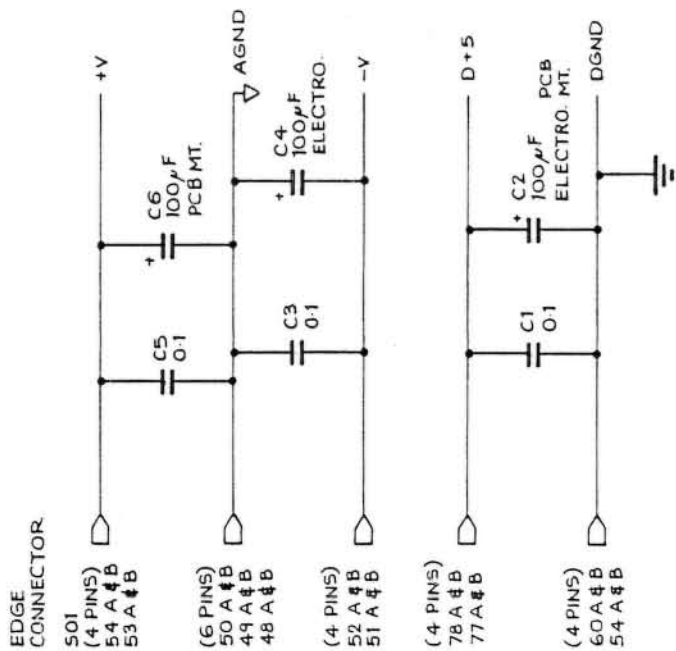 EDGE
CONNECTOR
501
(4 PINS)
54 A & B
53 A & B
+V
C5
0.1
+
C6
100µF
PCB MT.
(6 PINS)
50 A & B
49 A & B
48 A & B
AGND
C3
0.1
+
C4
100µF
ELECTRO.
(4 PINS)
52 A & B
51 A & B
-V
(4 PINS)
78 A & B
77 A & B
D+5
C1
0.1
+
C2
100µF PCB
ELECTRO. MT.
(4 PINS)
60 A & B
54 A & B
DGND